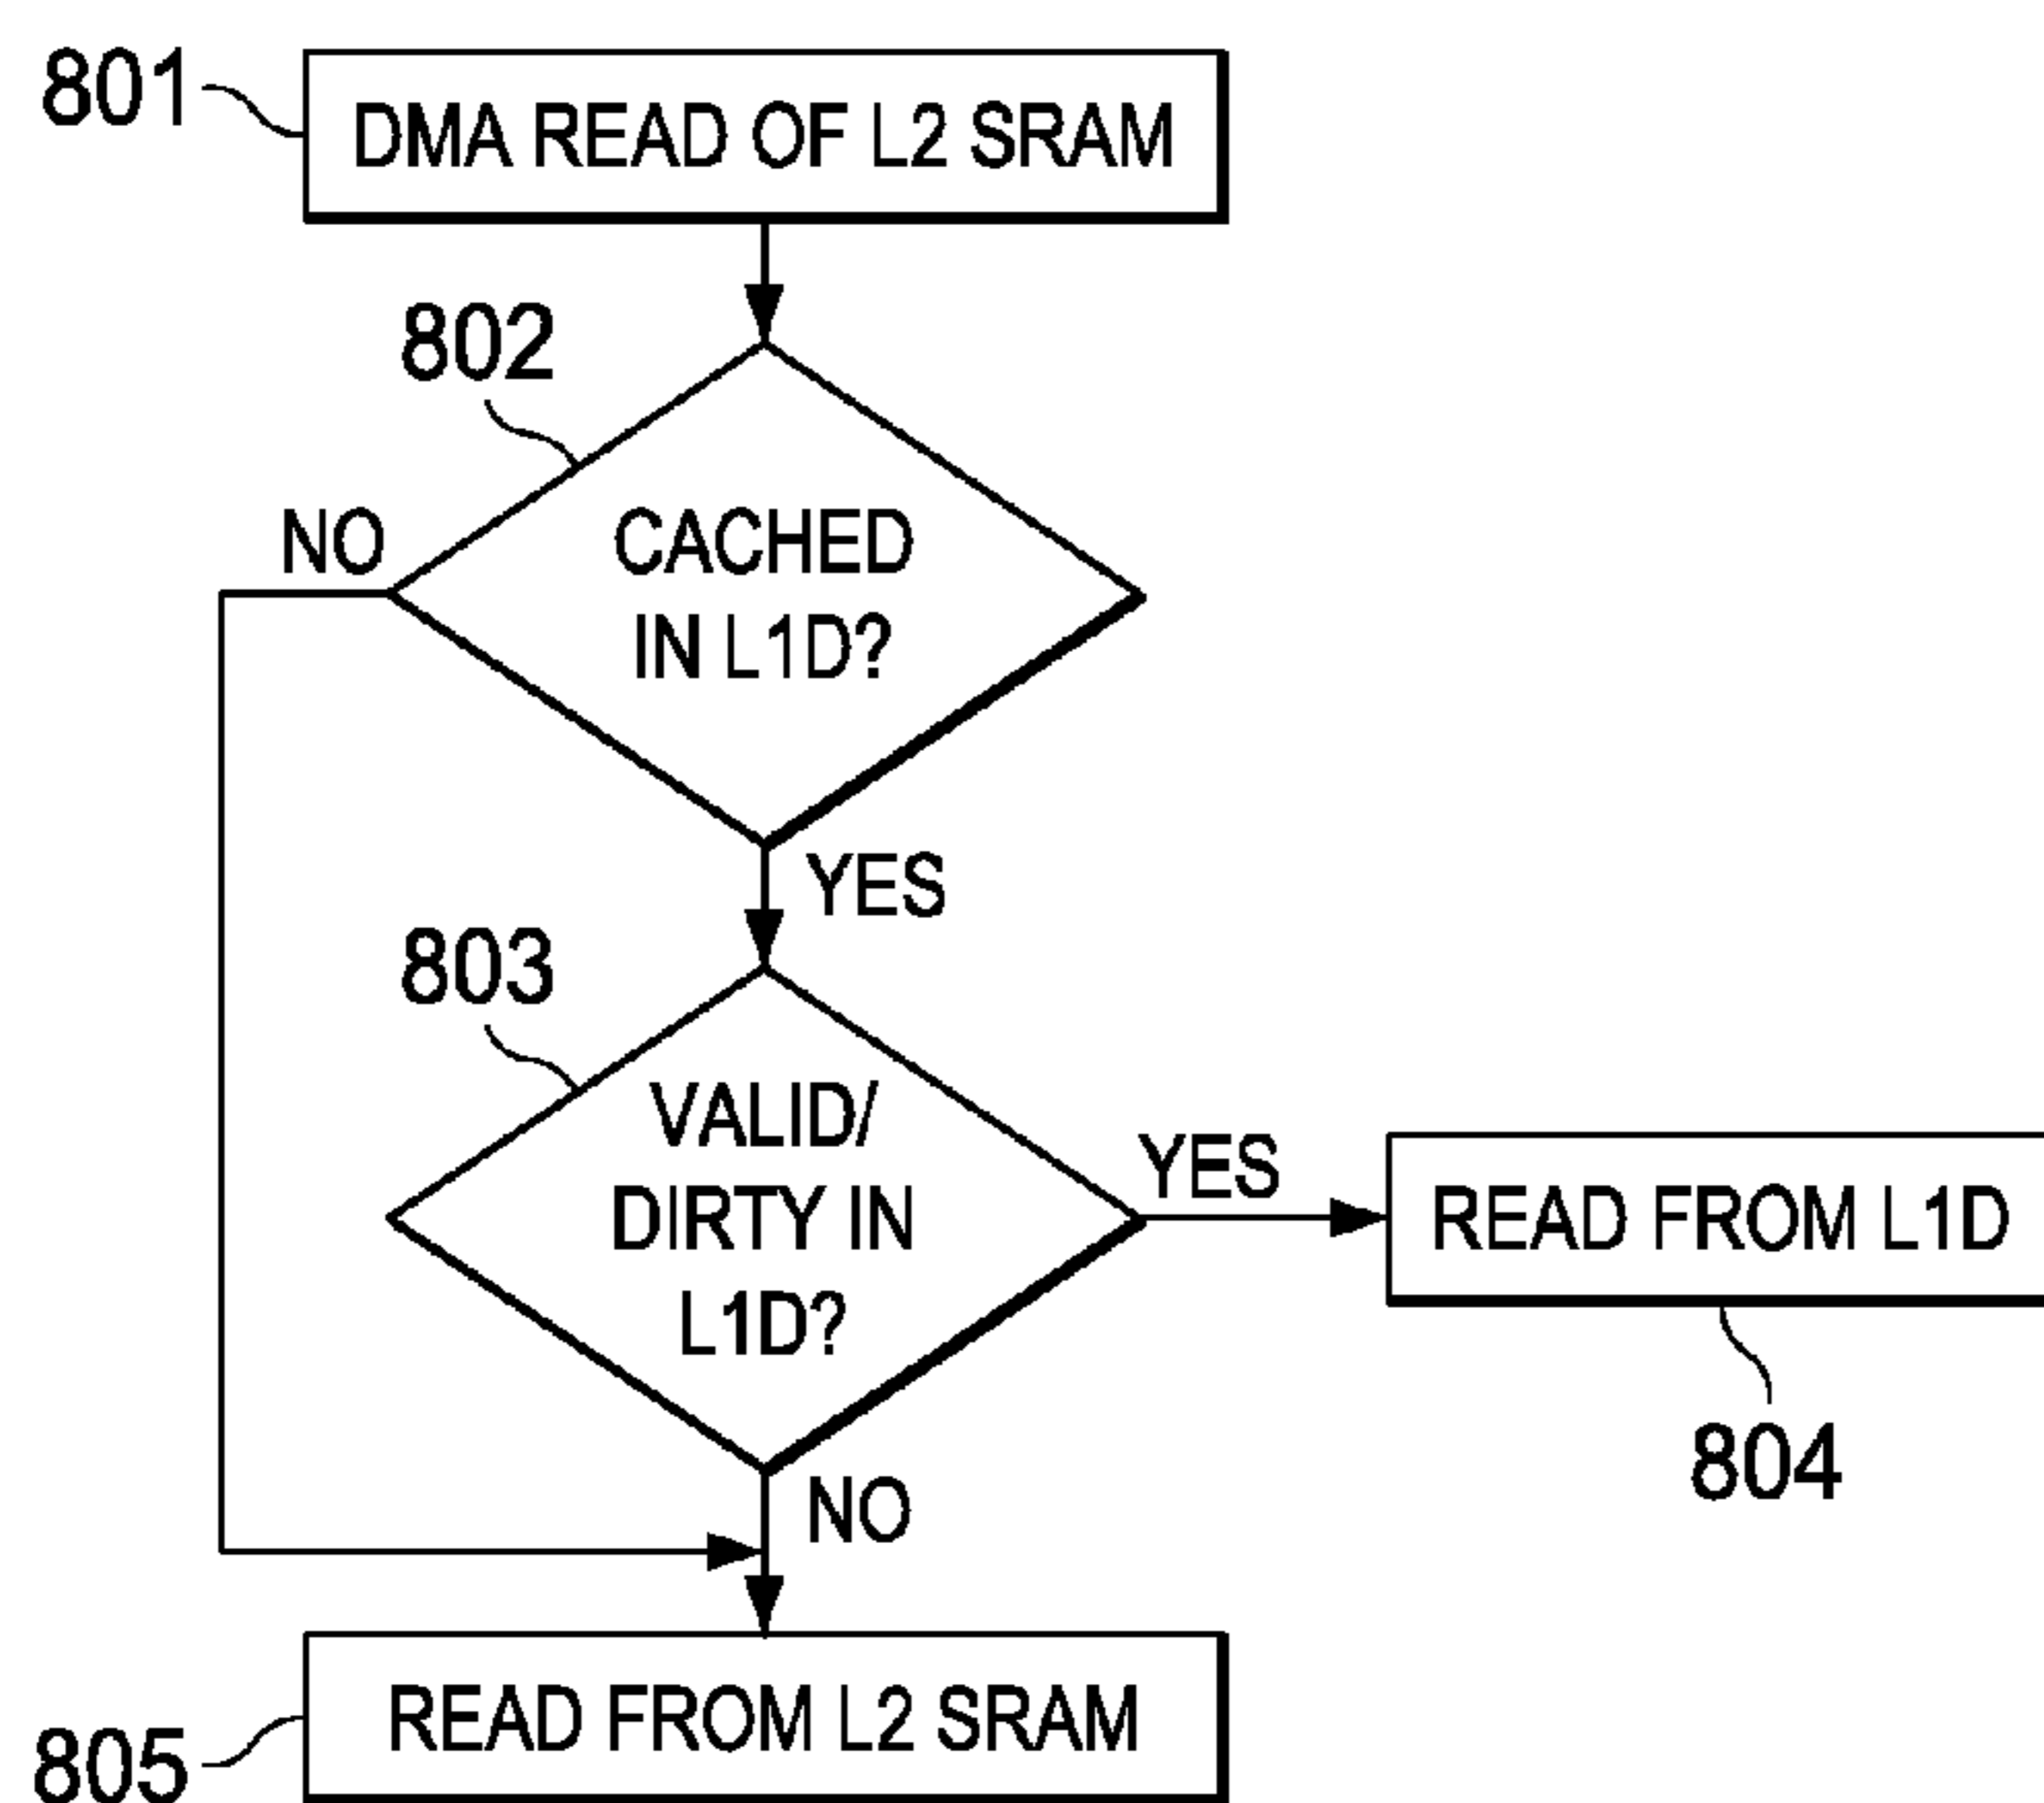 801
DMA READ OF L2 SRAM
802
NO
CACHED
IN L1D?
YES
803
VALID/
DIRTY IN
L1D?
YES
READ FROM L1D
804
NO
READ FROM L2 SRAM
805